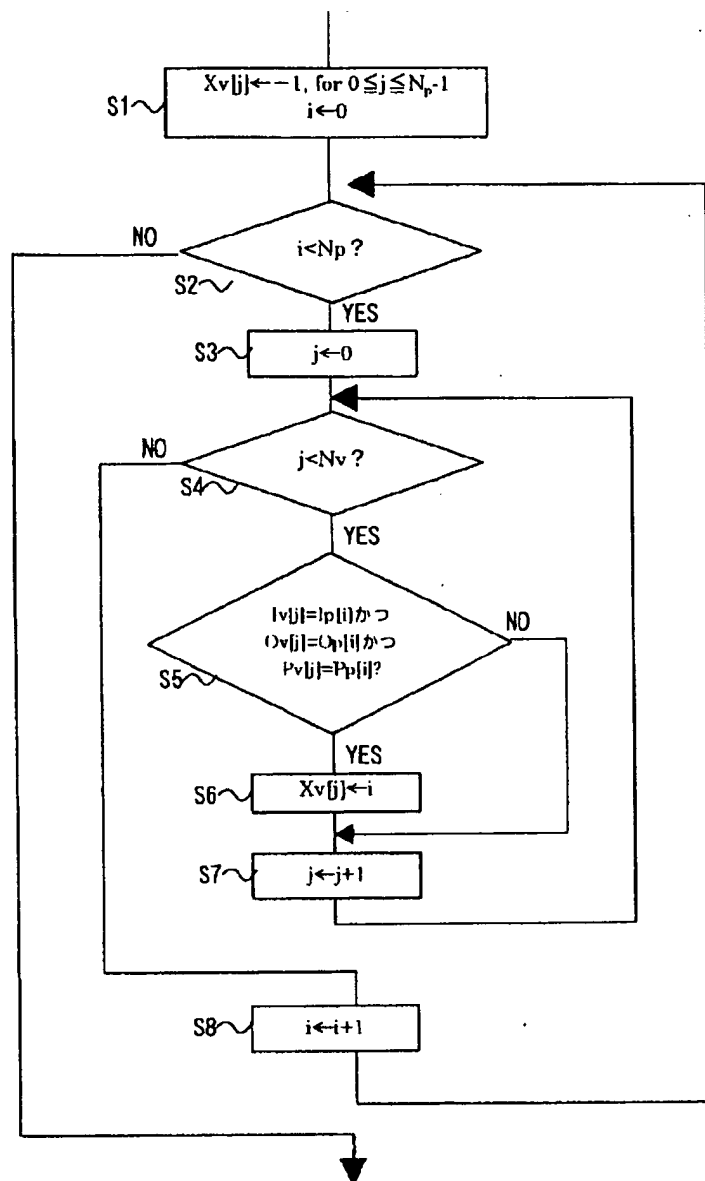 Xv[j]←−1, for 0≦j≦Np-1
i←0
S1
NO
i<Np?
S2
YES
S3
j←0
NO
j<Nv?
S4
YES
Iv[j]=Ip[i]かつ
Ov[j]=Op[i]かつ
Pv[j]=Pp[i]?
NO
S5
YES
S6
Xv[j]←i
S7
j←j+1
S8
i←i+1